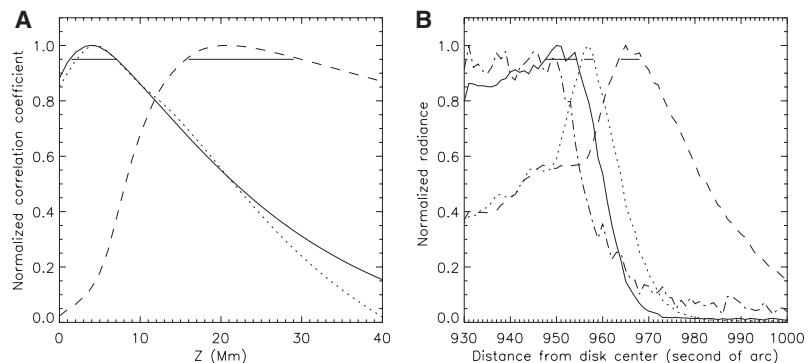 A
B
Normalized correlation coefficient
1.0
0.8
0.6
0.4
0.2
0.0
0 10 20 30 40
Z (Mm)
Normalized radiance
1.0
0.8
0.6
0.4
0.2
0.0
930 940 950 960 970 980 990 1000
Distance from disk center (second of arc)